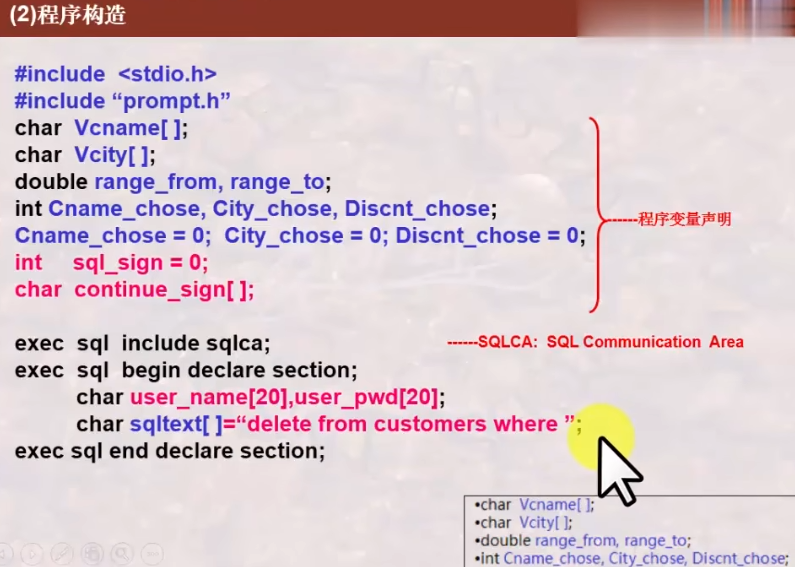 (2)程序构造
#include <stdio.h>
#include “prompt.h”
char Vcname[ ];
char Vcity[ ];
double range_from, range_to;
int Cname_chose, City_chose, Discnt_chose;
------程序变量声明
Cname_chose = 0; City_chose = 0; Discnt_chose = 0;
int sql_sign = 0;
char continue_sign[ ];
exec sql include sqlca;
------SQLCA: SQL Communication Area
exec sql begin declare section;
char user_name[20],user_pwd[20];
char sqltext[ ]=“delete from customers where ”;
exec sql end declare section;
•char Vcname[ ];
•char Vcity[ ];
•double range_from, range_to;
•int Cname_chose, City_chose, Discnt_chose;